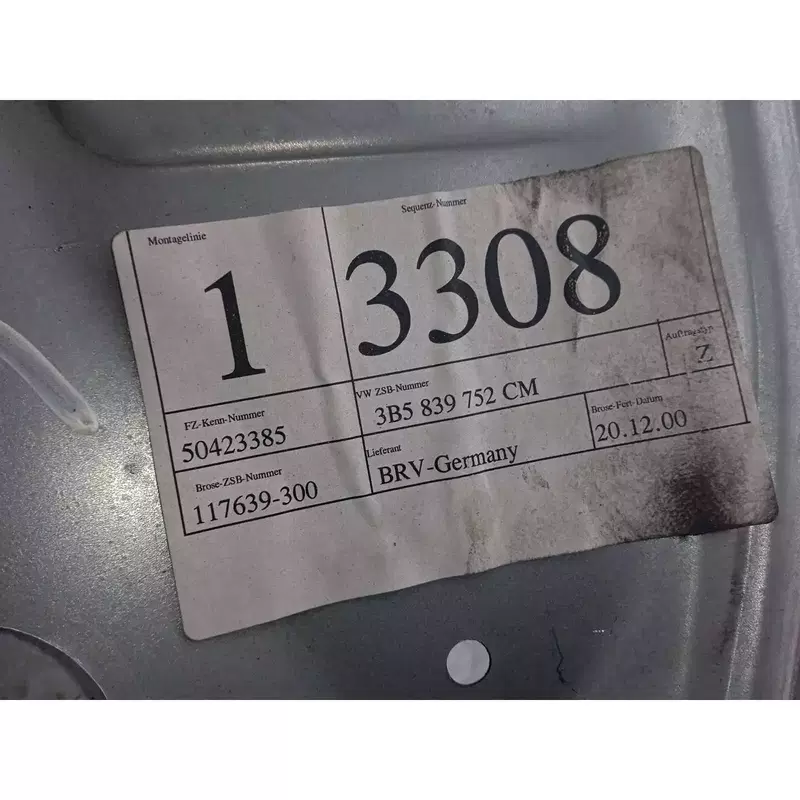 Montagelinie
1
Sequenz-Nummer
3308
FZ-Kenn-Nummer
50423385
VW ZSB-Nummer
3B5 839 752 CM
Auftragstyp
Z
Brose-ZSB-Nummer
117639-300
Lieferant
BRV-Germany
Brose-Fert-Datum
20.12.00